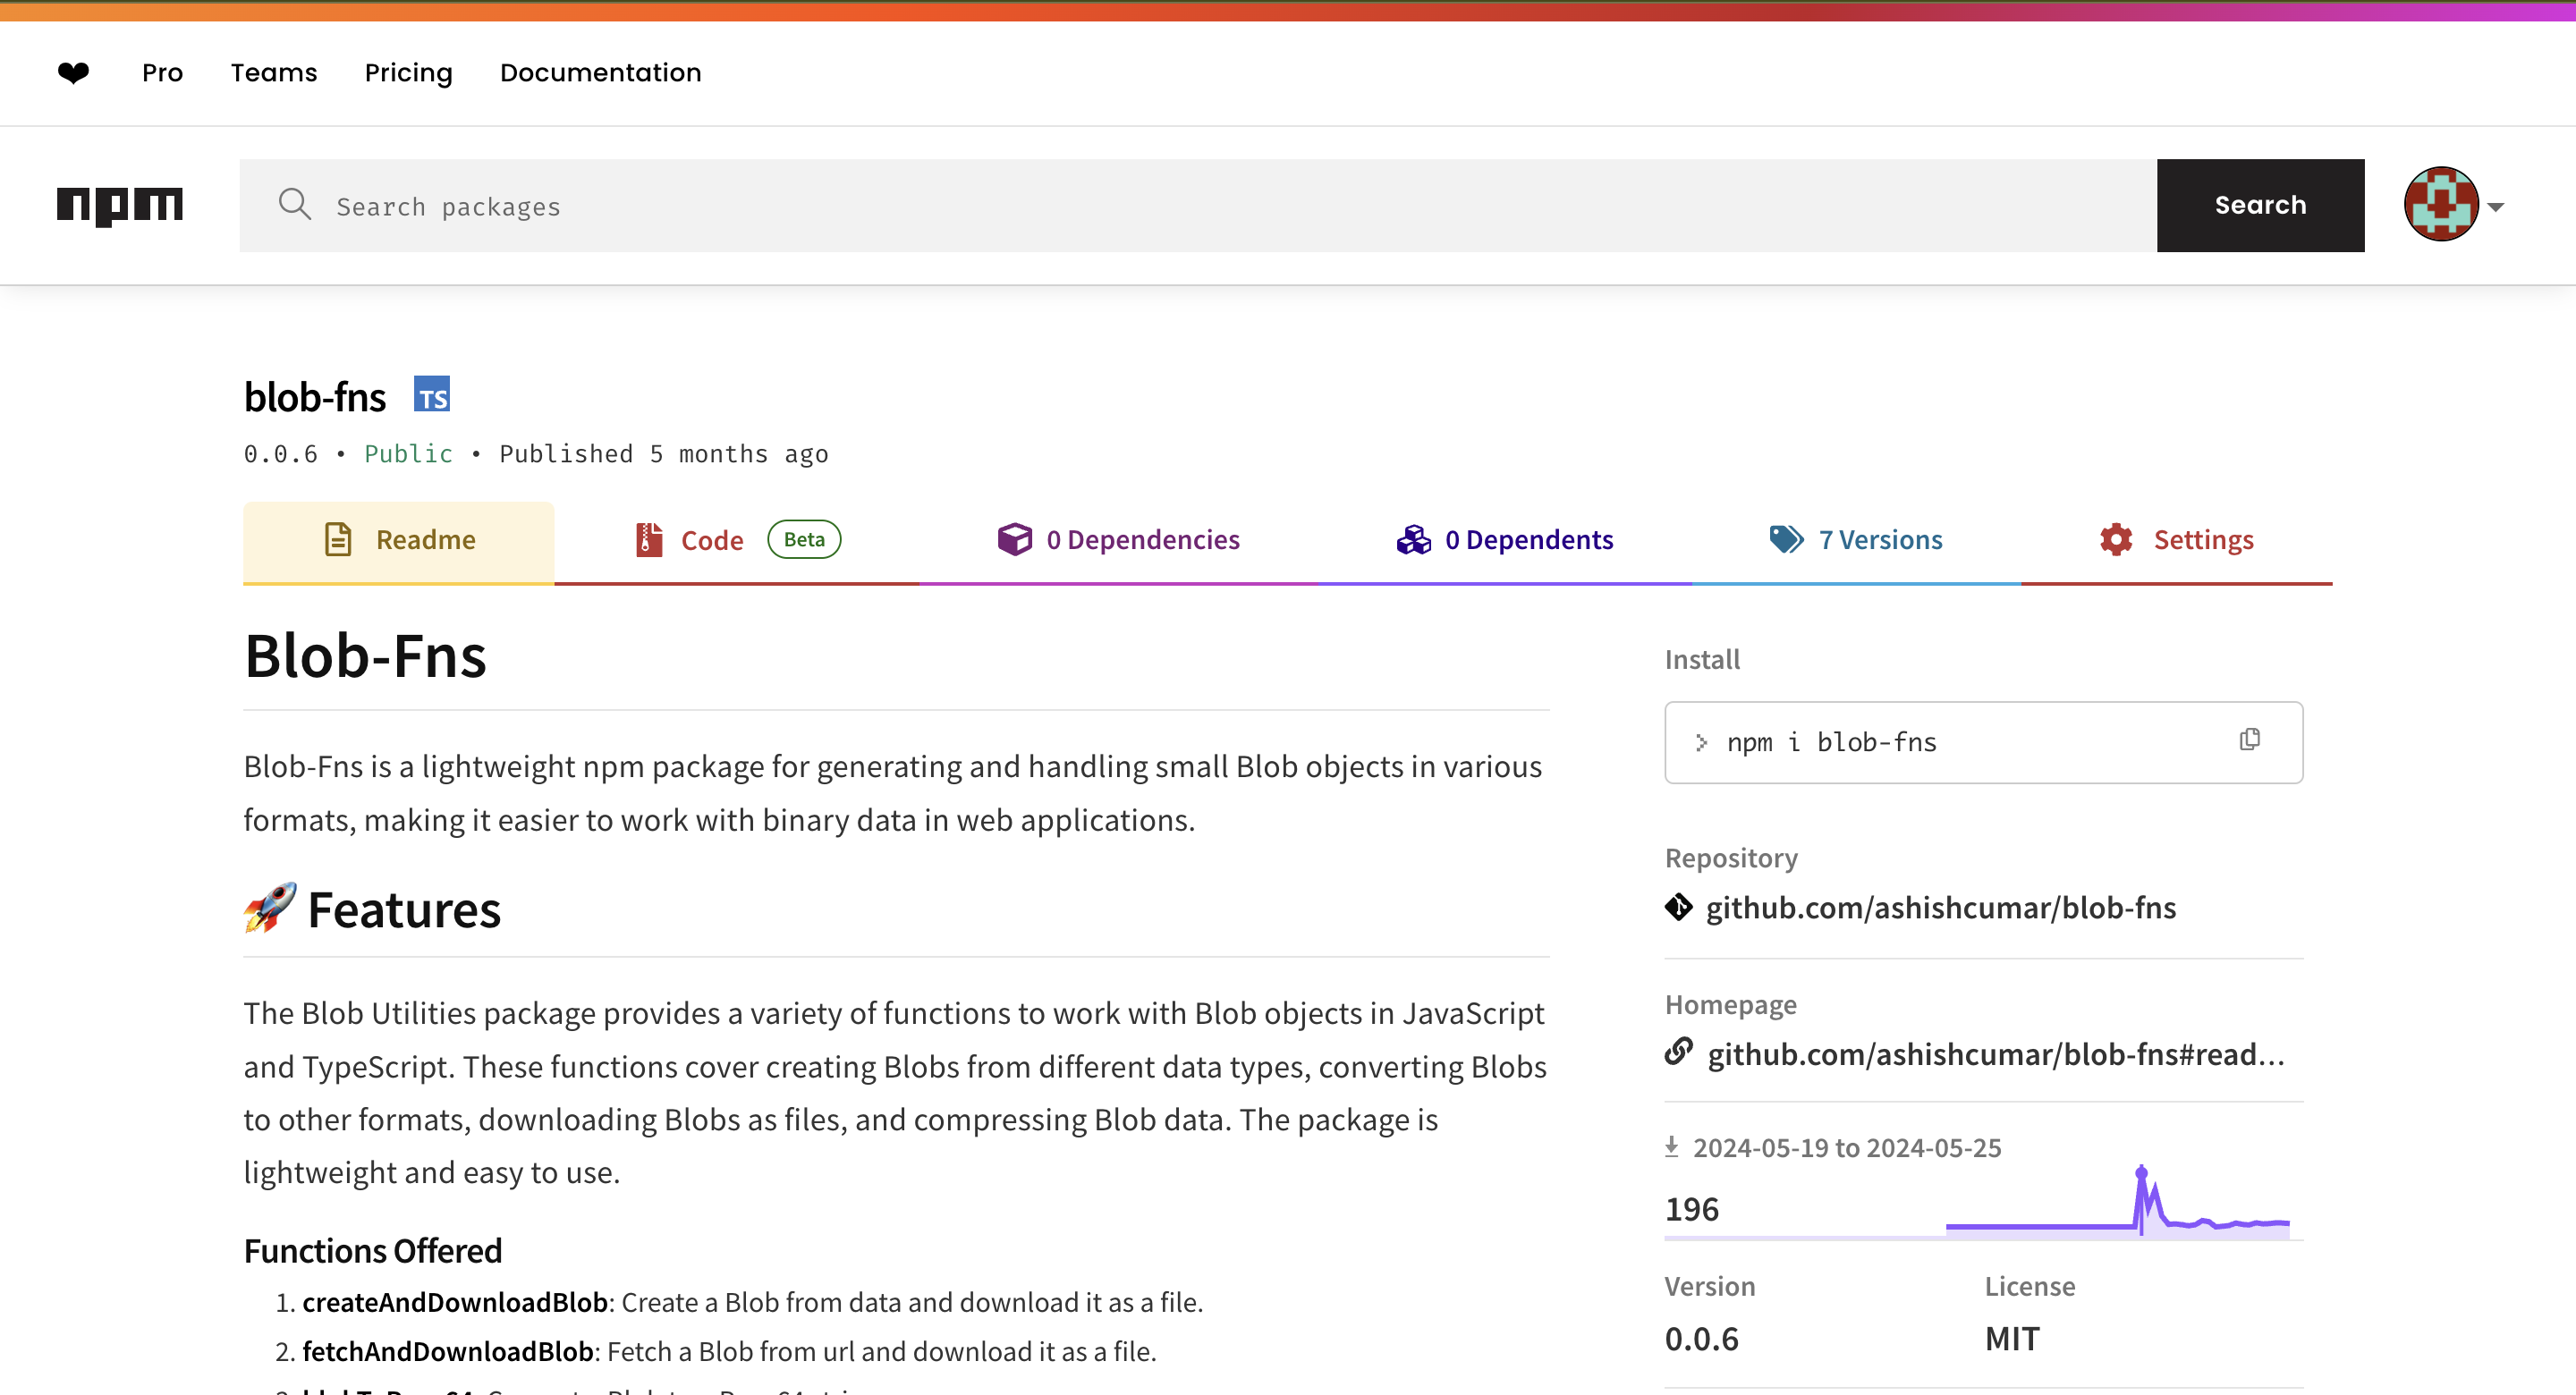 ❤ Pro Teams Pricing Documentation
npm Search packages Search
blob-fns TS
0.0.6 • Public • Published 5 months ago
Readme Code Beta 0 Dependencies 0 Dependents 7 Versions Settings
Blob-Fns
Blob-Fns is a lightweight npm package for generating and handling small Blob objects in various
formats, making it easier to work with binary data in web applications.
🚀 Features
The Blob Utilities package provides a variety of functions to work with Blob objects in JavaScript
and TypeScript. These functions cover creating Blobs from different data types, converting Blobs
to other formats, downloading Blobs as files, and compressing Blob data. The package is
lightweight and easy to use.
Functions Offered
1. createAndDownloadBlob: Create a Blob from data and download it as a file.
2. fetchAndDownloadBlob: Fetch a Blob from url and download it as a file.
Install
> npm i blob-fns
Repository
github.com/ashishcumar/blob-fns
Homepage
github.com/ashishcumar/blob-fns#read...
2024-05-19 to 2024-05-25
196
Version License
0.0.6 MIT